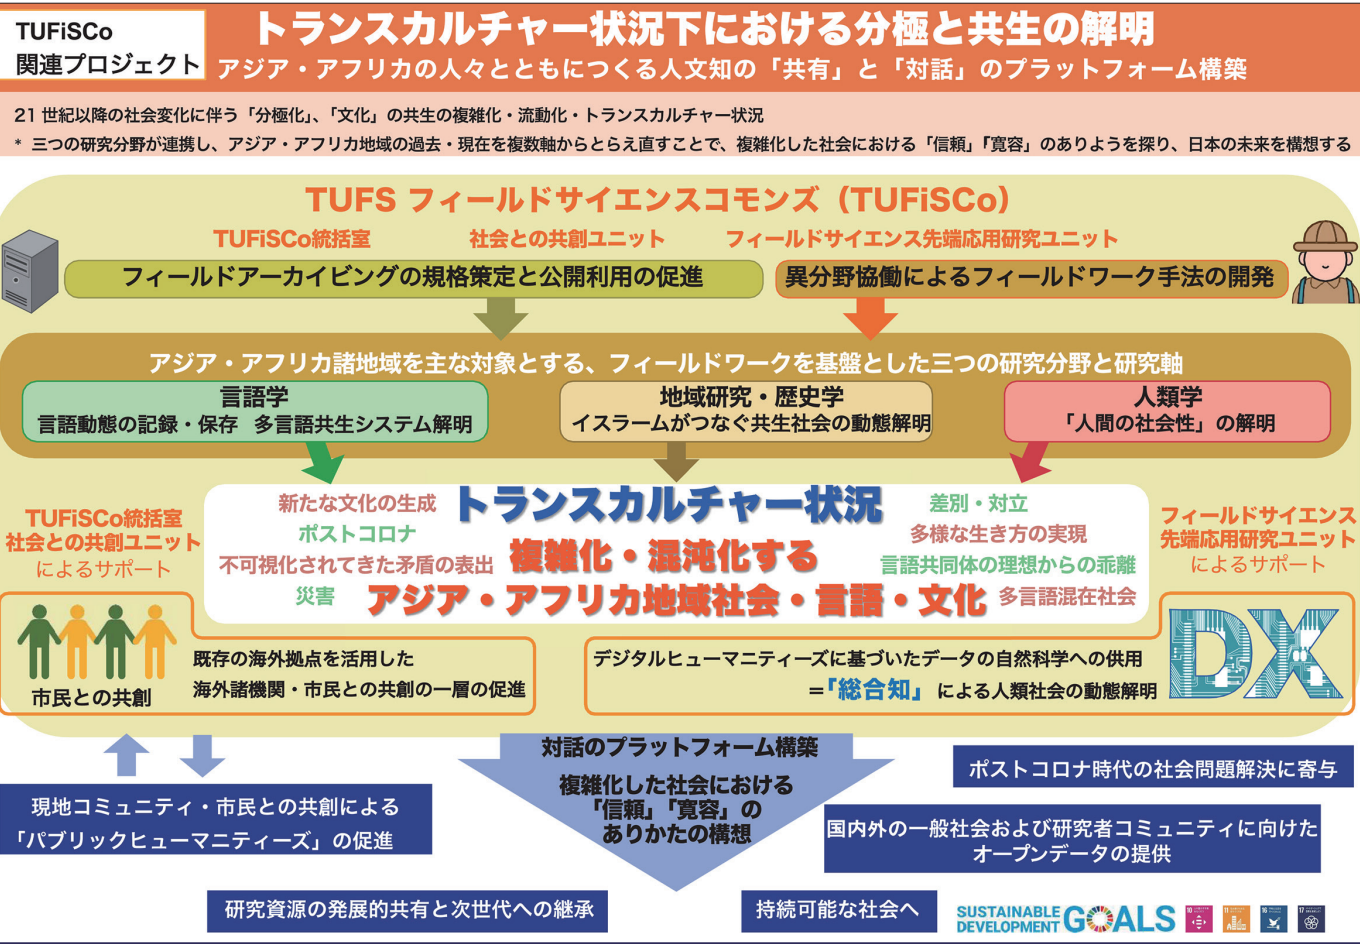 TUFiSCo
関連プロジェクト
トランスカルチャー状況下における分極と共生の解明
アジア・アフリカの人々とともにつくる人文知の「共有」と「対話」のプラットフォーム構築
21世紀以降の社会変化に伴う「分極化」、「文化」の共生の複雑化・流動化・トランスカルチャー状況
* 三つの研究分野が連携し、アジア・アフリカ地域の過去・現在を複数軸からとらえ直すことで、複雑化した社会における「信頼」「寛容」のありようを探り、日本の未来を構想する
TUFS フィールドサイエンスコモンズ（TUFiSCo）
TUFiSCo統括室 社会との共創ユニット フィールドサイエンス先端応用研究ユニット
フィールドアーカイビングの規格策定と公開利用の促進
異分野協働によるフィールドワーク手法の開発
アジア・アフリカ諸地域を主な対象とする、フィールドワークを基盤とした三つの研究分野と研究軸
言語学
言語動態の記録・保存 多言語共生システム解明
地域研究・歴史学
イスラームがつなぐ共生社会の動態解明
人類学
「人間の社会性」の解明
新たな文化の生成
ポストコロナ
不可視化されてきた矛盾の表出
災害
トランスカルチャー状況
複雑化・混沌化する
アジア・アフリカ地域社会・言語・文化
差別・対立
多様な生き方の実現
言語共同体の理想からの乖離
多言語混在社会
TUFiSCo統括室
社会との共創ユニット
によるサポート
フィールドサイエンス
先端応用研究ユニット
によるサポート
市民との共創
既存の海外拠点を活用した
海外諸機関・市民との共創の一層の促進
デジタルヒューマニティーズに基づいたデータの自然科学への供用
=「総合知」による人類社会の動態解明
DX
対話のプラットフォーム構築
複雑化した社会における
「信頼」「寛容」の
ありかたの構想
現地コミュニティ・市民との共創による
「パブリックヒューマニティーズ」の促進
ポストコロナ時代の社会問題解決に寄与
国内外の一般社会および研究者コミュニティに向けた
オープンデータの提供
研究資源の発展的共有と次世代への継承
持続可能な社会へ
SUSTAINABLE
DEVELOPMENT
GOALS
10
11
16
17